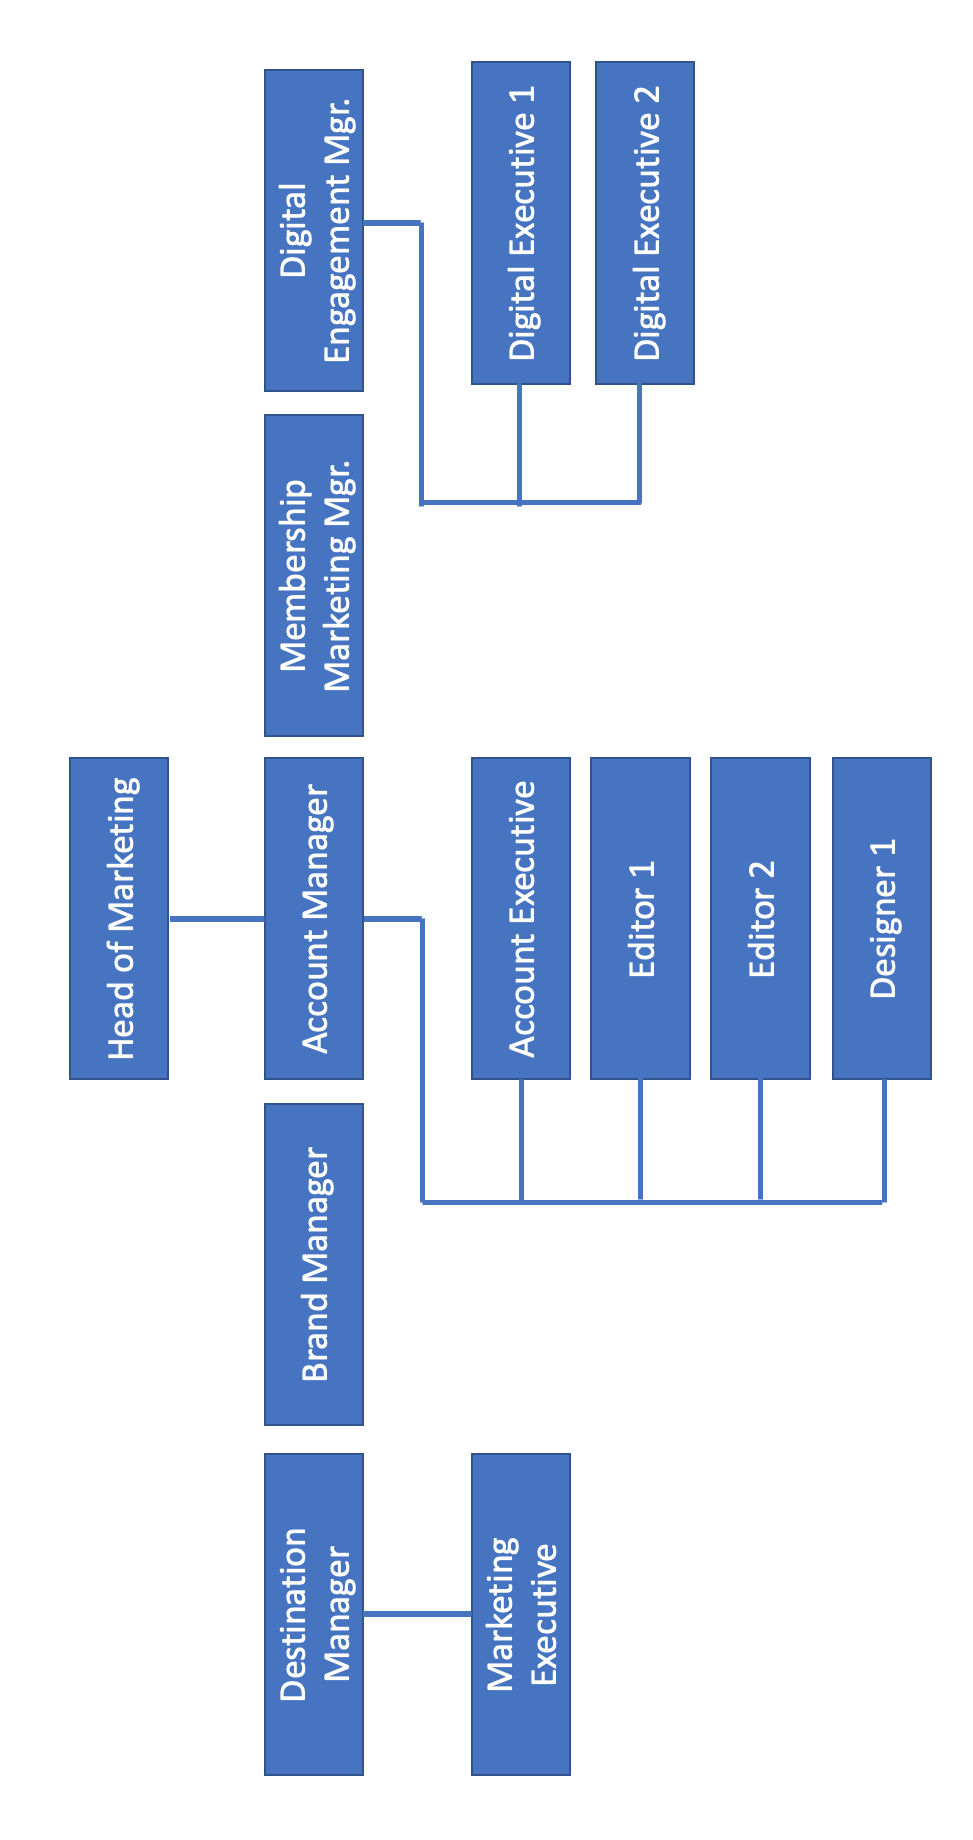 Head of Marketing
Destination
Manager
Brand Manager
Account Manager
Membership
Marketing Mgr.
Digital
Engagement Mgr.
Marketing
Executive
Account Executive
Editor 1
Editor 2
Designer 1
Digital Executive 1
Digital Executive 2